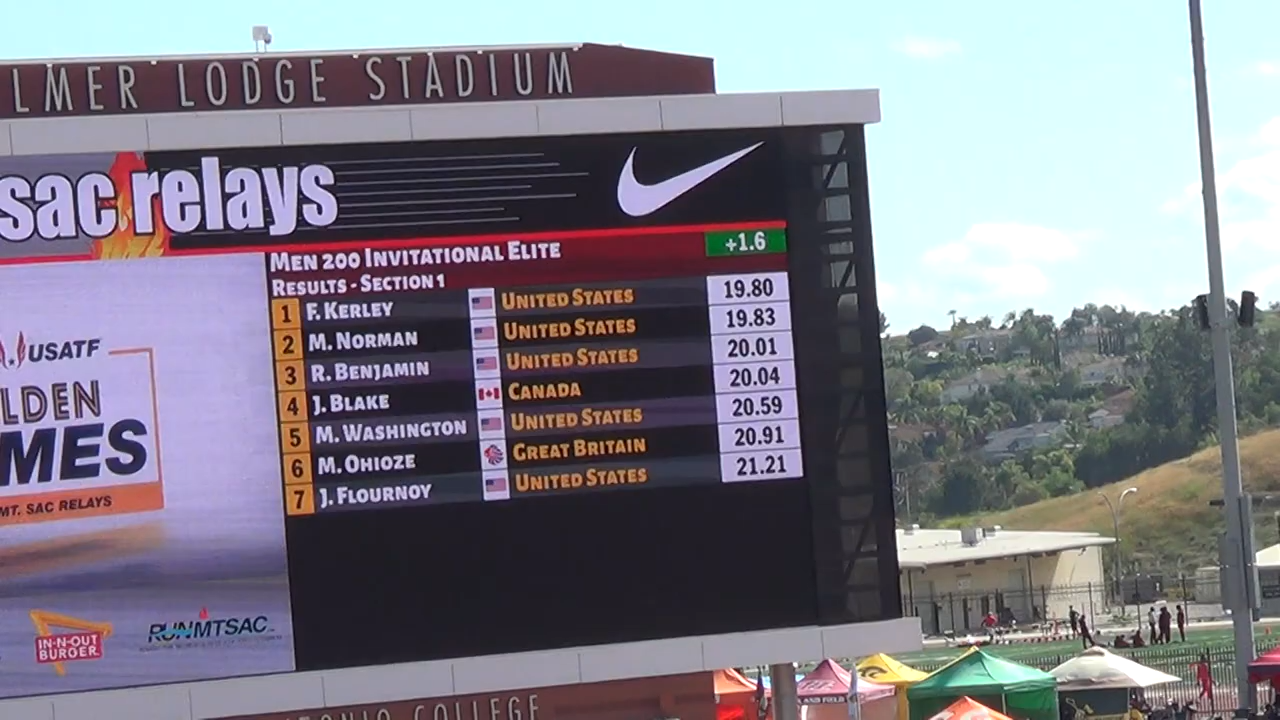 LMER LODGE STADIUM
sac relays
MEN 200 INVITATIONAL ELITE +1.6
RESULTS - SECTION 1
1 F. KERLEY UNITED STATES 19.80
2 M. NORMAN UNITED STATES 19.83
3 R. BENJAMIN UNITED STATES 20.01
4 J. BLAKE CANADA 20.04
5 M. WASHINGTON UNITED STATES 20.59
6 M. OHIOZE GREAT BRITAIN 20.91
7 J. FLOURNOY UNITED STATES 21.21
USATF
LDEN
MES
MT. SAC RELAYS
IN-N-OUT
BURGER
RUNMTSAC
TONIO COLLEGE